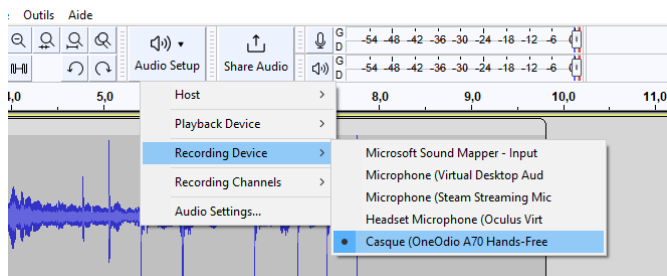 Outils Aide
G
D
-54 -48 -42 -36 -30 -24 -18 -12 -6
Audio Setup
Share Audio
G
D
-54 -48 -42 -36 -30 -24 -18 -12 -6
5,0
8,0
9,0
10,0
11,0
Host
Playback Device
Recording Device
Recording Channels
Audio Settings...
Microsoft Sound Mapper - Input
Microphone (Virtual Desktop Aud
Microphone (Steam Streaming Mic
Headset Microphone (Oculus Virt
Casque (OneOdio A70 Hands-Free